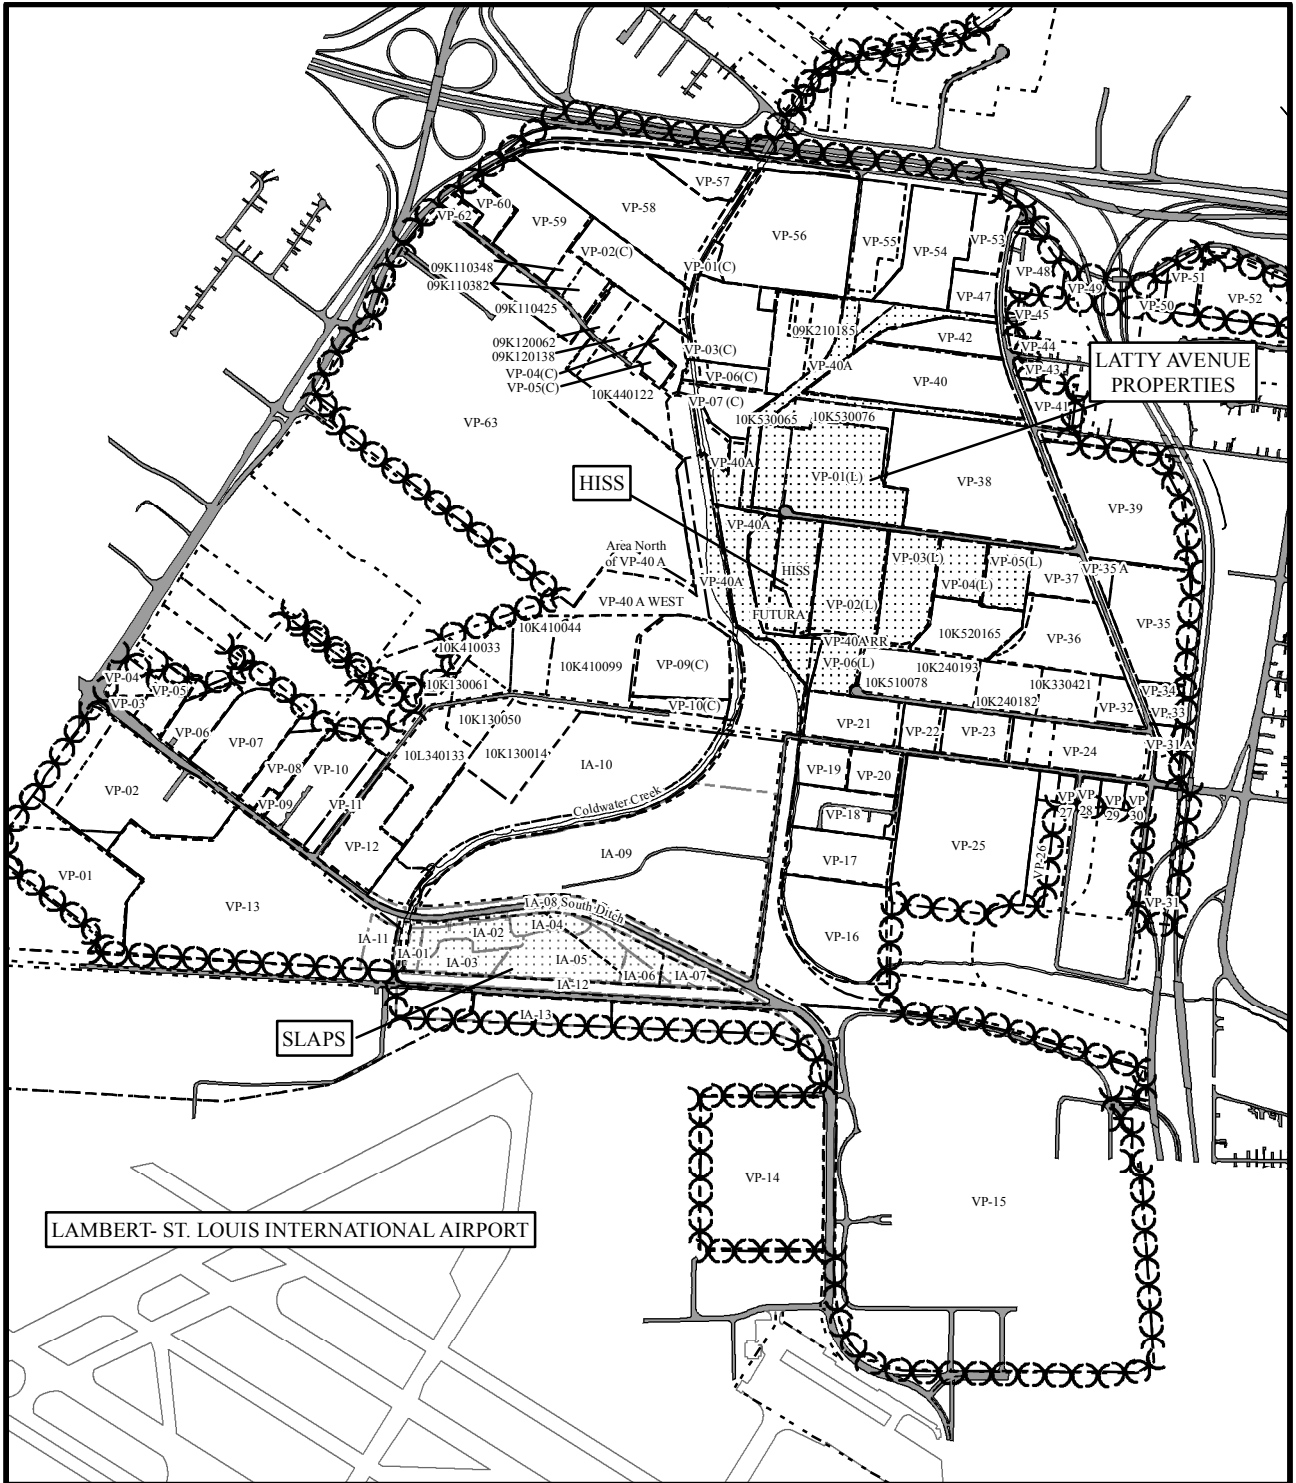 VP-57
VP-60
VP-58
VP-62
VP-59
VP-56
VP-55
VP-54
VP-53
VP-02(C)
VP-01(C)
09K110348
09K110382
VP-48
VP-49
VP-51
VP-50
VP-52
09K110425
VP-47
VP-45
09K210185
VP-42
09K120062
09K120138
VP-03(C)
VP-44
VP-04(C)
VP-05(C)
VP-06(C)
VP-40A
VP-40
VP-43
LATTY AVENUE
PROPERTIES
10K440122
VP-07 (C)
VP-41
VP-63
10K530065
10K530076
VP-40A
HISS
VP-01(L)
VP-38
VP-39
VP-40A
Area North
of VP-40 A
VP-03(L)
VP-05(L)
VP-35 A
VP-40A
HISS
VP-04(L)
VP-37
VP-40 A WEST
FUTURA
VP-02(L)
VP-35
10K410044
10K410033
10K520165
VP-36
VP-40A RR
10K410099
VP-09(C)
VP-06(L)
10K240193
VP-04
VP-05
10K130061
10K510078
10K330421
VP-34
VP-03
VP-10(C)
10K240182
VP-32
VP-33
10K130050
VP-06
VP-07
10L340133
10K130014
IA-10
VP-21
VP-22
VP-23
VP-24
VP-31 A
VP-08
VP-10
VP-19
VP-20
VP-02
VP-09
VP-11
Coldwater Creek
VP-18
VP
27
VP
28
VP
29
VP
30
VP-12
IA-09
VP-17
VP-25
VP-26
VP-01
VP-13
IA-08 South Ditch
VP-31
IA-11
IA-02
IA-04
VP-16
IA-01
IA-03
IA-05
IA-06
IA-07
IA-12
IA-13
SLAPS
VP-14
VP-15
LAMBERT- ST. LOUIS INTERNATIONAL AIRPORT